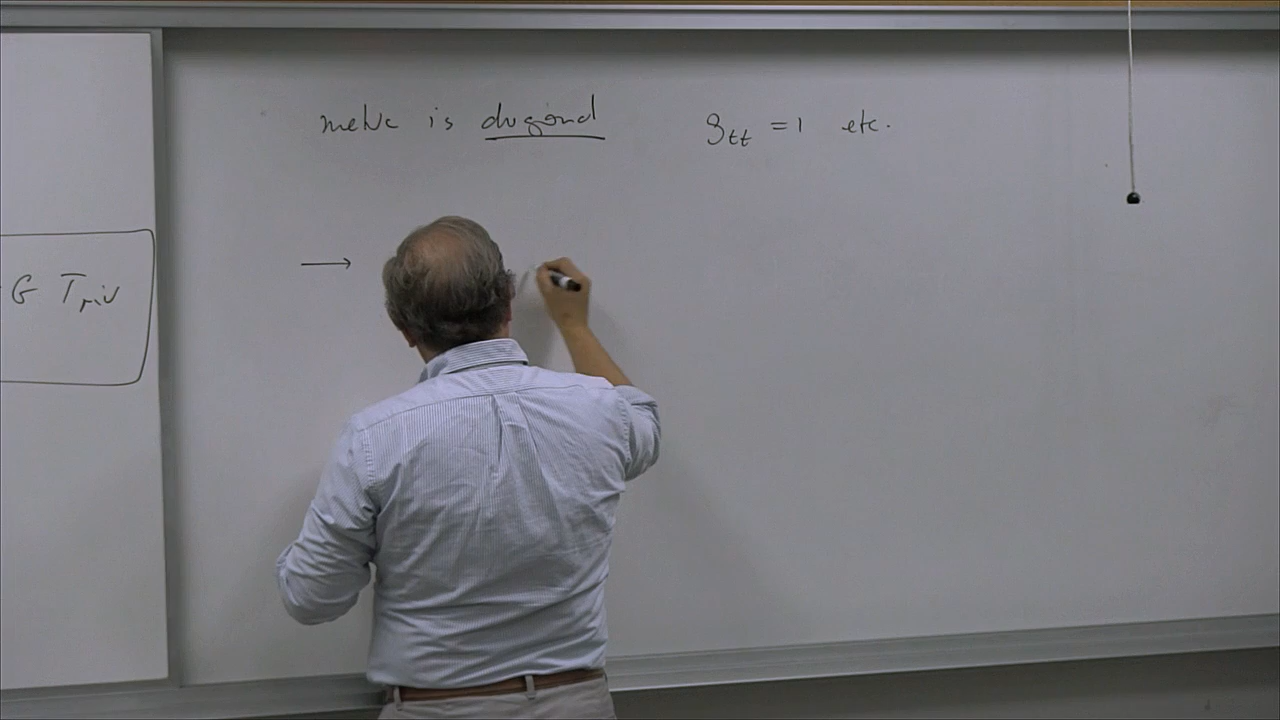 metric is diagonal g_tt = 1 etc.
→
G T_μν